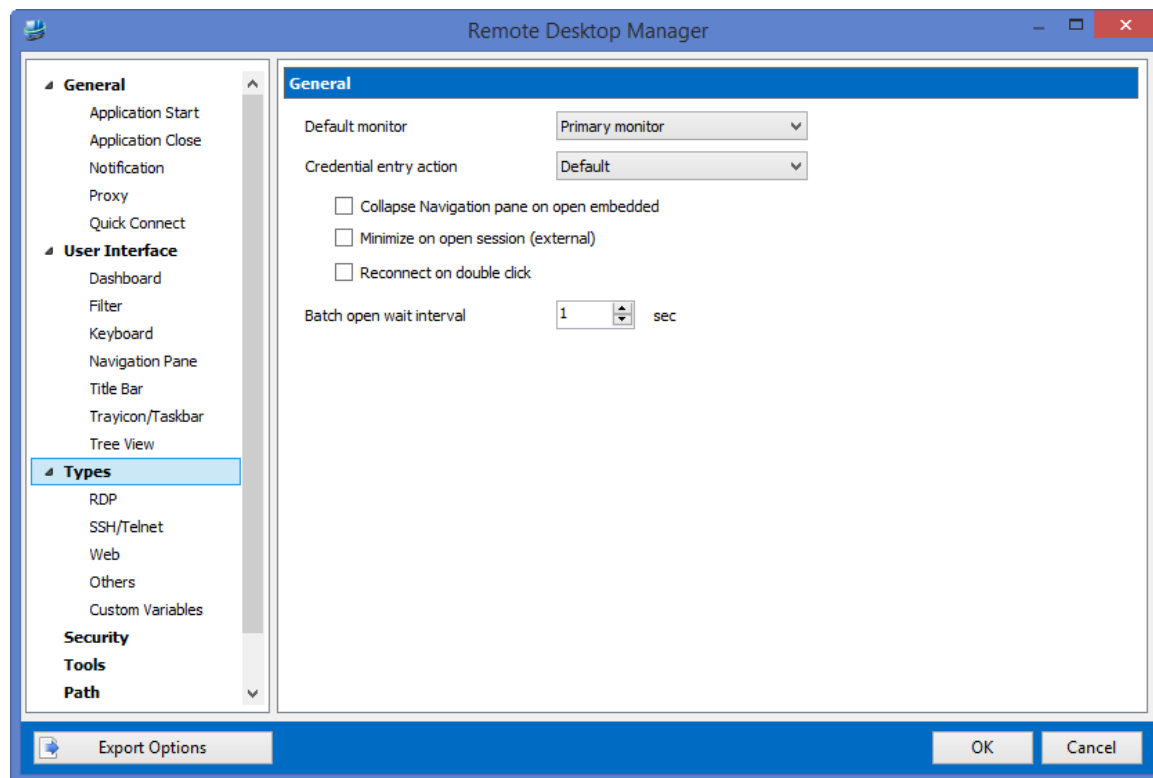 Remote Desktop Manager
General
Application Start
Application Close
Notification
Proxy
Quick Connect
User Interface
Dashboard
Filter
Keyboard
Navigation Pane
Title Bar
Trayicon/Taskbar
Tree View
Types
RDP
SSH/Telnet
Web
Others
Custom Variables
Security
Tools
Path
General
Default monitor Primary monitor
Credential entry action Default
Collapse Navigation pane on open embedded
Minimize on open session (external)
Reconnect on double click
Batch open wait interval 1 sec
Export Options OK Cancel